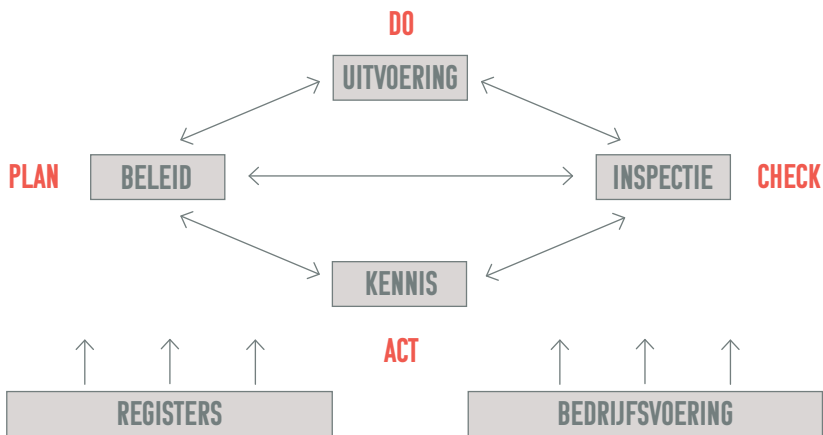 DO
UITVOERING
PLAN
BELEID
INSPECTIE
CHECK
KENNIS
ACT
REGISTERS
BEDRIJFSVOERING